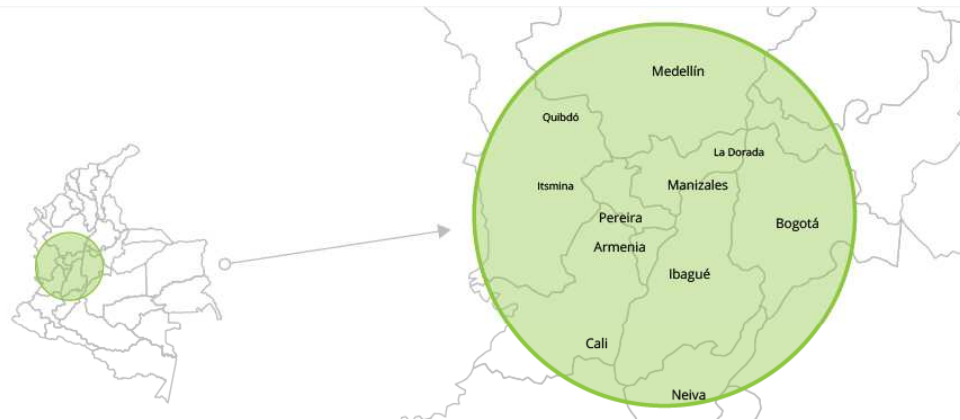 Medellín
Quibdó
La Dorada
Itsmina
Manizales
Pereira
Bogotá
Armenia
Ibagué
Cali
Neiva